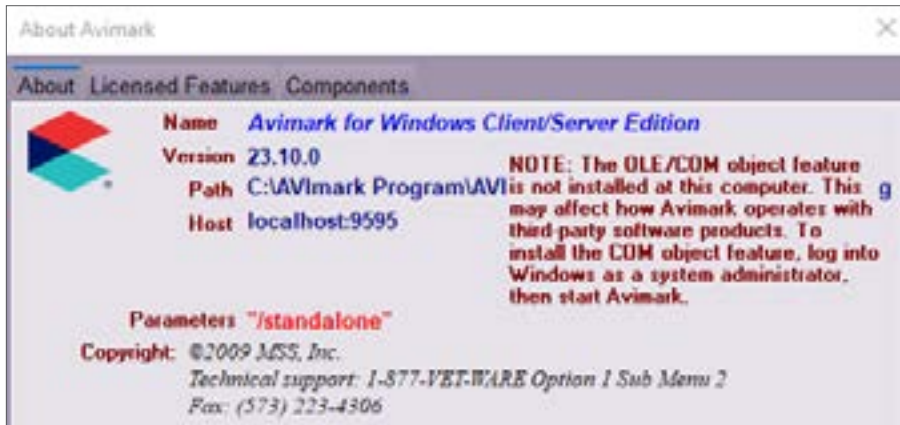 About Avimark
About Licensed Features Components
Name Avimark for Windows Client/Server Edition
Version 23.10.0
Path C:\AVImark Program\AVI
g
Host localhost:9595
NOTE: The OLE/COM object feature
is not installed at this computer. This
may affect how Avimark operates with
third-party software products. To
install the COM object feature, log into
Windows as a system administrator,
then start Avimark.
Parameters "/standalone"
Copyright: ©2009 MSS, Inc.
Technical support: 1-877-VET-WARE Option 1 Sub Menu 2
Fax: (573) 223-4306